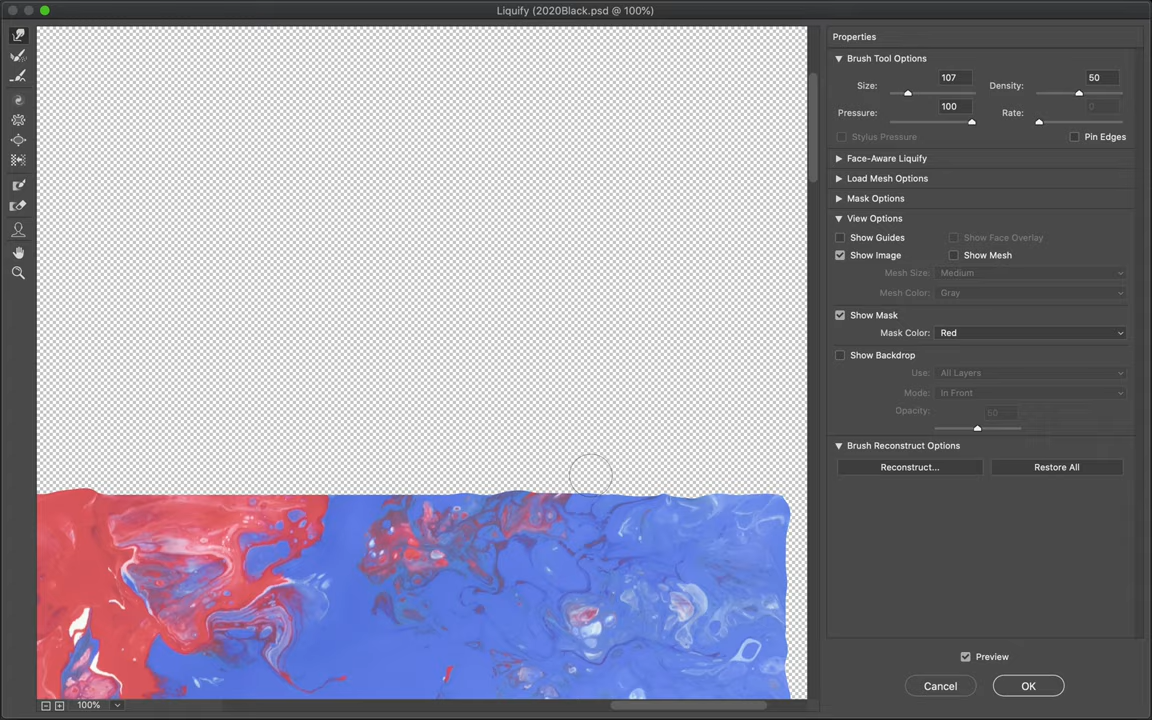 Liquify (2020Black.psd @ 100%)
Properties
Brush Tool Options
Size: 107 Density: 50
Pressure: 100 Rate: 0
Stylus Pressure Pin Edges
Face-Aware Liquify
Load Mesh Options
Mask Options
View Options
Show Guides Show Face Overlay
Show Image Show Mesh
Mesh Size: Medium
Mesh Color: Gray
Show Mask
Mask Color: Red
Show Backdrop
Use: All Layers
Mode: In Front
Opacity: 50
Brush Reconstruct Options
Reconstruct... Restore All
Preview
Cancel OK
100%